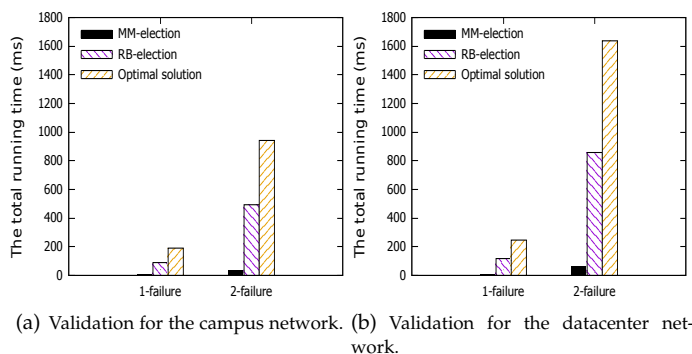 The total running time (ms)
1800
1600
1400
1200
1000
800
600
400
200
0
MM-election
RB-election
Optimal solution
1-failure 2-failure
(a) Validation for the campus network.
The total running time (ms)
1800
1600
1400
1200
1000
800
600
400
200
0
MM-election
RB-election
Optimal solution
1-failure 2-failure
(b) Validation for the datacenter net-
work.